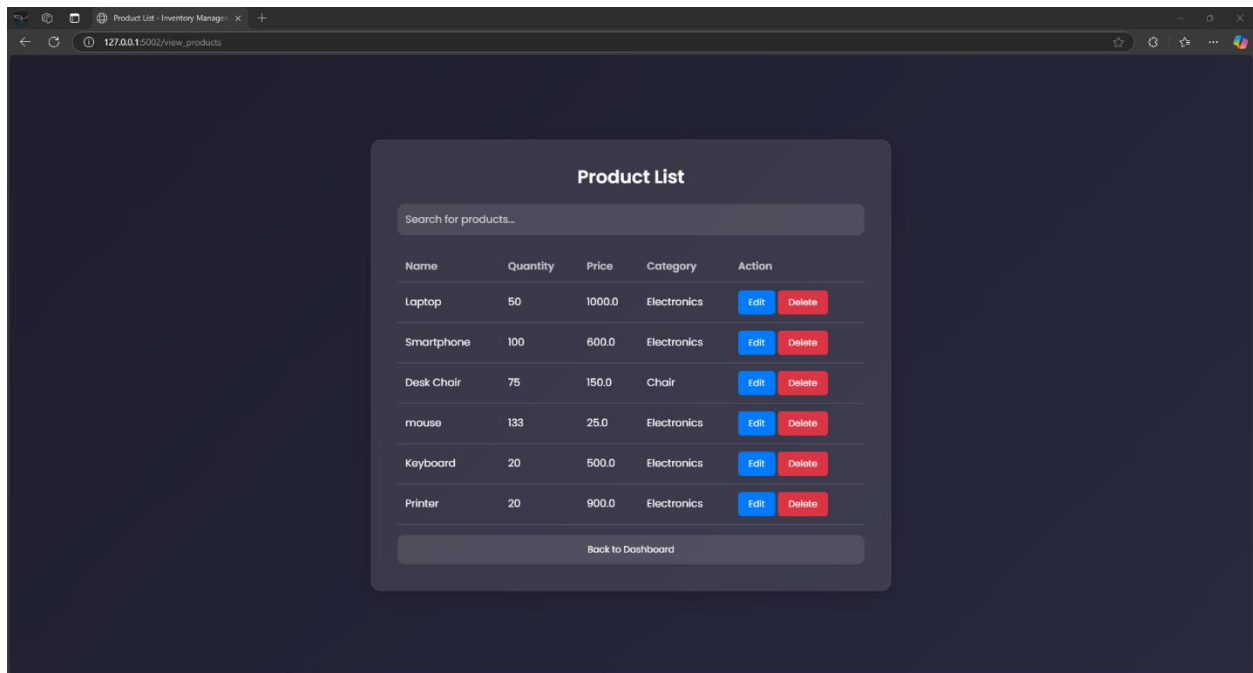 Product List - Inventory Manager
127.0.0.1:5002/view_products
Product List
Search for products...
Name Quantity Price Category Action
Laptop 50 1000.0 Electronics Edit Delete
Smartphone 100 600.0 Electronics Edit Delete
Desk Chair 75 150.0 Chair Edit Delete
mouse 133 25.0 Electronics Edit Delete
Keyboard 20 500.0 Electronics Edit Delete
Printer 20 900.0 Electronics Edit Delete
Back to Dashboard